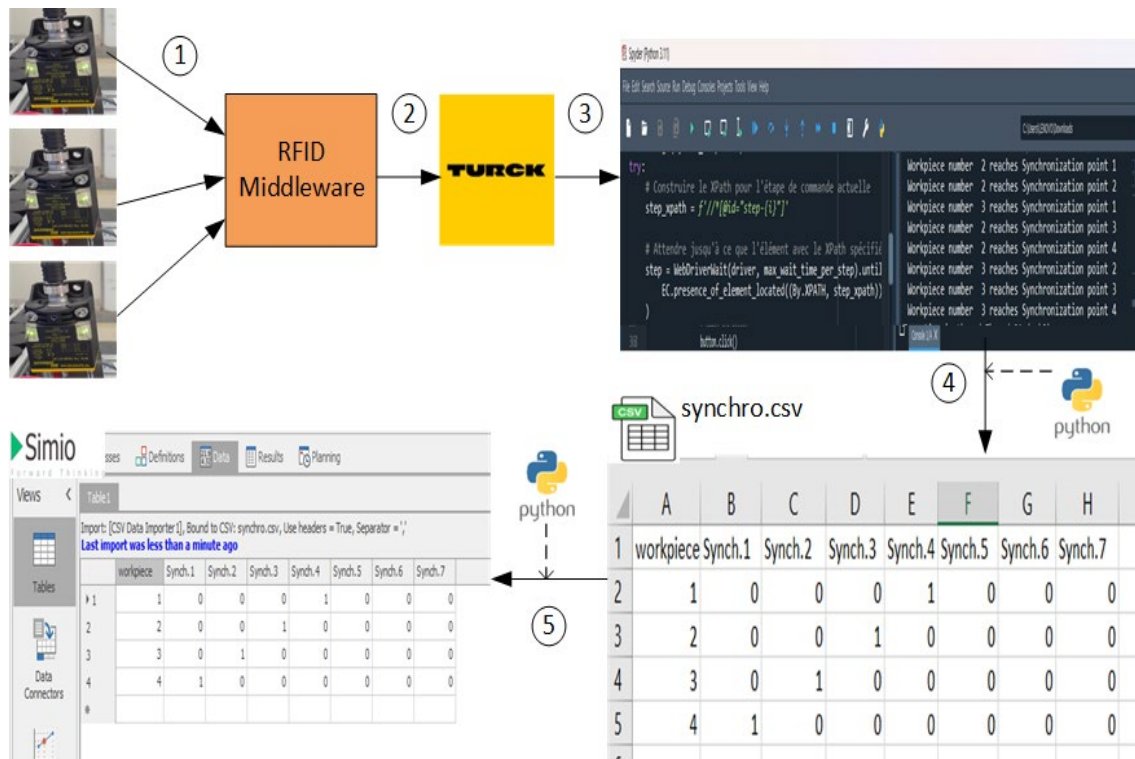 1
RFID
Middleware
2
TURCK
3
Spyder (Python 3.11)
File Edit Search Source Run Debug Consoles Projects Tools View Help
C:\Users\LENOVO\Downloads
try:
# Construire le XPath pour l'étape de commande actuelle
step_xpath = f'//*[@id="step-{i}"]'
# Attendre jusqu'à ce que l'élément avec le XPath spécifié
step = WebDriverWait(driver, max_wait_time_per_step).until
EC.presence_of_element_located((By.XPATH, step_xpath))
)
button.click()
Workpiece number 2 reaches Synchronization point 1
Workpiece number 2 reaches Synchronization point 2
Workpiece number 3 reaches Synchronization point 1
Workpiece number 2 reaches Synchronization point 3
Workpiece number 2 reaches Synchronization point 4
Workpiece number 3 reaches Synchronization point 2
Workpiece number 3 reaches Synchronization point 3
Workpiece number 3 reaches Synchronization point 4
Console 1/A
4
python
CSV
synchro.csv
A B C D E F G H
1 workpiece Synch.1 Synch.2 Synch.3 Synch.4 Synch.5 Synch.6 Synch.7
2 1 0 0 0 1 0 0 0
3 2 0 0 1 0 0 0 0
4 3 0 1 0 0 0 0 0
5 4 1 0 0 0 0 0 0
python
5
Simio
Forward Thinking
sses Definitions Data Results Planning
Views
Table1
Import: [CSV Data Importer1], Bound to CSV: synchro.csv, Use headers = True, Separator = ','
Last import was less than a minute ago
workpiece Synch.1 Synch.2 Synch.3 Synch.4 Synch.5 Synch.6 Synch.7
1 1 0 0 0 1 0 0 0
2 2 0 0 1 0 0 0 0
3 3 0 1 0 0 0 0 0
4 4 1 0 0 0 0 0 0
Tables
Data
Connectors